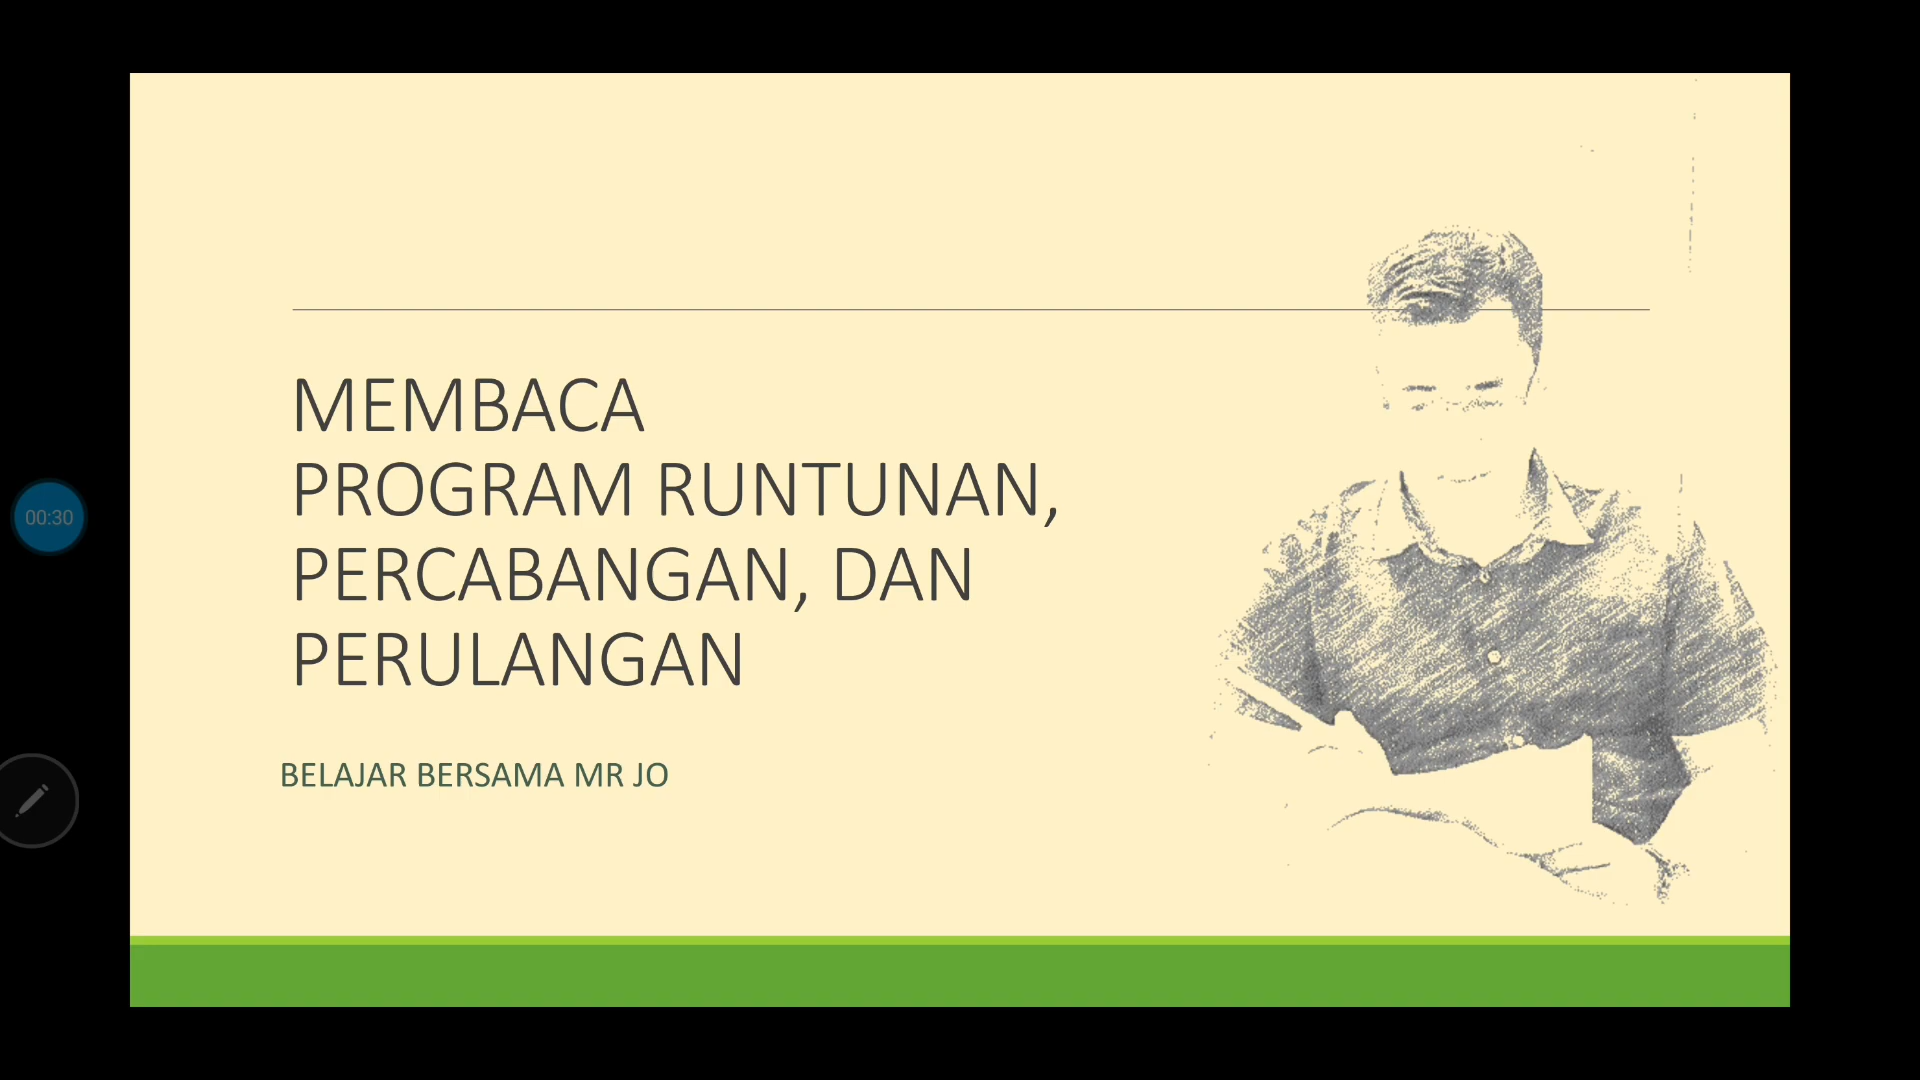 MEMBACA
PROGRAM RUNTUNAN,
PERCABANGAN, DAN
PERULANGAN
BELAJAR BERSAMA MR JO
00:30